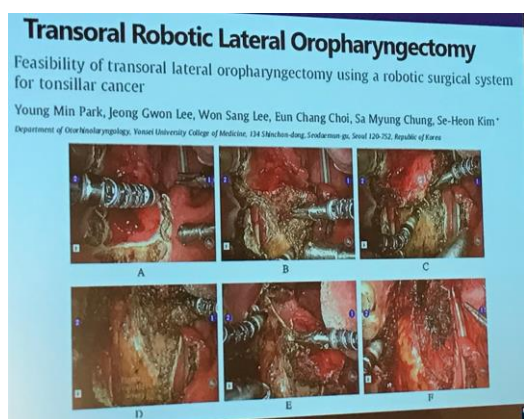 Transoral Robotic Lateral Oropharyngectomy
Feasibility of transoral lateral oropharyngectomy using a robotic surgical system
for tonsillar cancer
Young Min Park, Jeong Gwon Lee, Won Sang Lee, Eun Chang Choi, Sa Myung Chung, Se-Heon Kim *
Department of Otorhinolaryngology, Yonsei University College of Medicine, 134 Shinchon-dong, Seodaemun-gu, Seoul 120-752, Republic of Korea
A
B
C
D
E
F